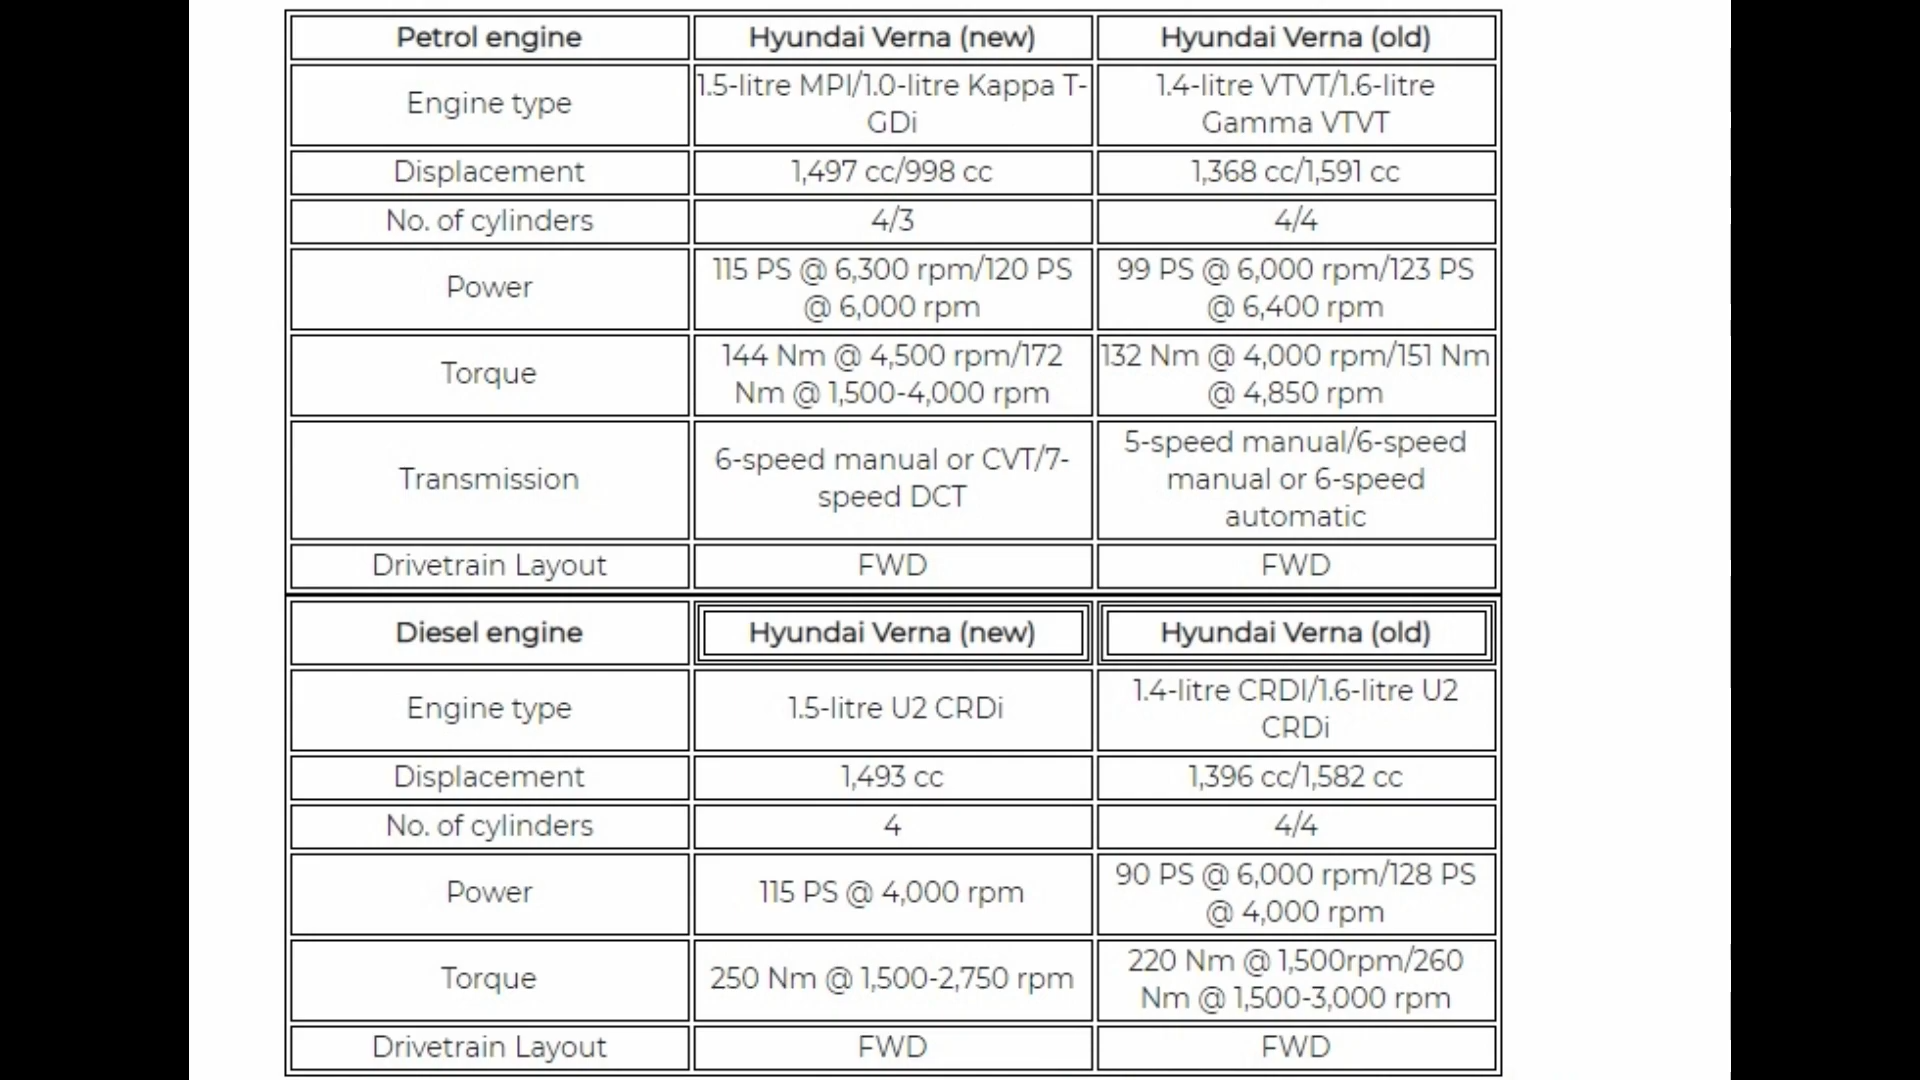 Petrol engine Hyundai Verna (new) Hyundai Verna (old)
Engine type 1.5-litre MPI/1.0-litre Kappa T- 1.4-litre VTVT/1.6-litre
GDi Gamma VTVT
Displacement 1,497 cc/998 cc 1,368 cc/1,591 cc
No. of cylinders 4/3 4/4
Power 115 PS @ 6,300 rpm/120 PS 99 PS @ 6,000 rpm/123 PS
@ 6,000 rpm @ 6,400 rpm
Torque 144 Nm @ 4,500 rpm/172 132 Nm @ 4,000 rpm/151 Nm
Nm @ 1,500-4,000 rpm @ 4,850 rpm
Transmission 6-speed manual or CVT/7- 5-speed manual/6-speed
speed DCT manual or 6-speed
automatic
Drivetrain Layout FWD FWD
Diesel engine Hyundai Verna (new) Hyundai Verna (old)
Engine type 1.5-litre U2 CRDi 1.4-litre CRDI/1.6-litre U2
CRDi
Displacement 1,493 cc 1,396 cc/1,582 cc
No. of cylinders 4 4/4
Power 115 PS @ 4,000 rpm 90 PS @ 6,000 rpm/128 PS
@ 4,000 rpm
Torque 250 Nm @ 1,500-2,750 rpm 220 Nm @ 1,500rpm/260
Nm @ 1,500-3,000 rpm
Drivetrain Layout FWD FWD